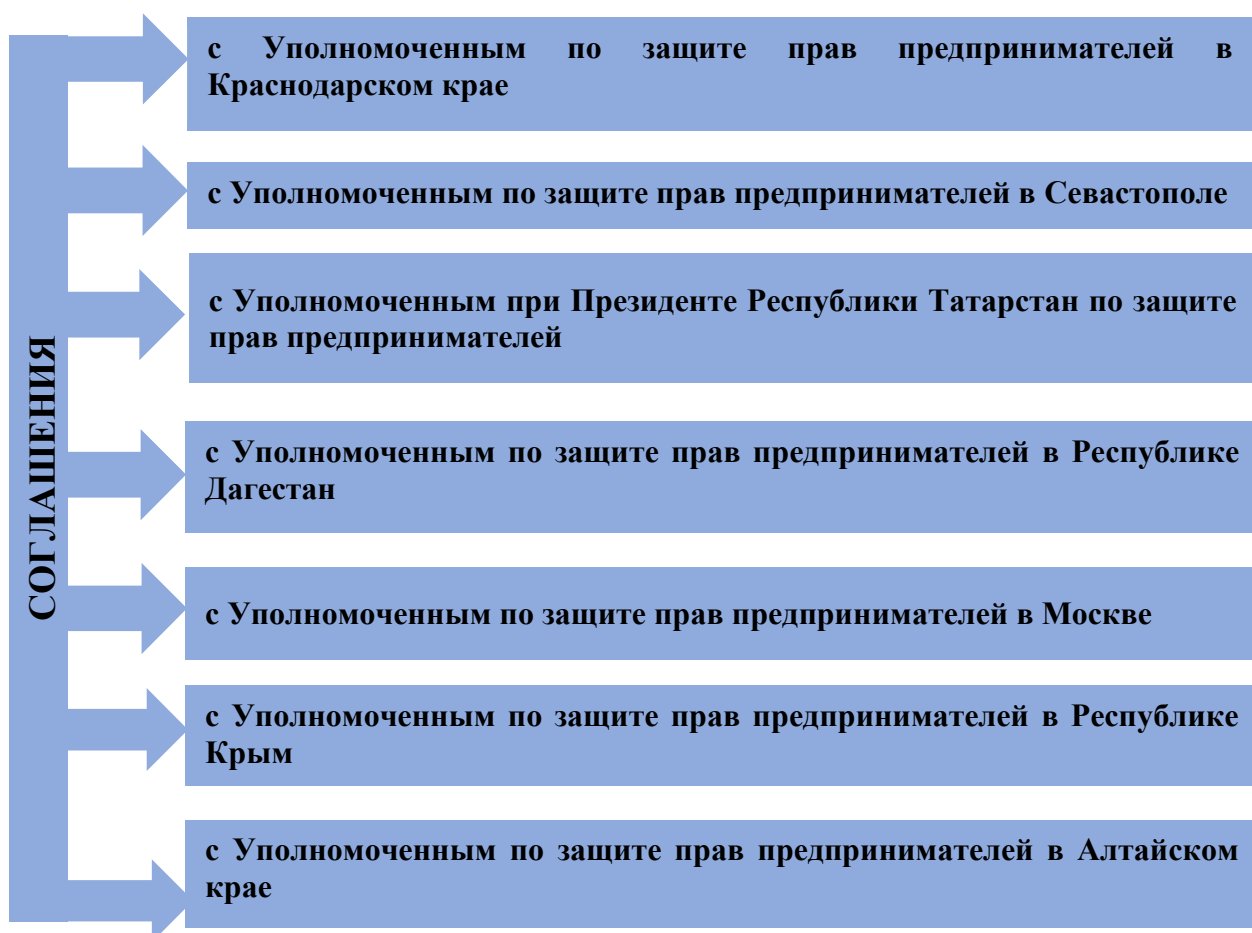 СОГЛАШЕНИЯ
с Уполномоченным по защите прав предпринимателей в
Краснодарском крае
с Уполномоченным по защите прав предпринимателей в Севастополе
с Уполномоченным при Президенте Республики Татарстан по защите
прав предпринимателей
с Уполномоченным по защите прав предпринимателей в Республике
Дагестан
с Уполномоченным по защите прав предпринимателей в Москве
с Уполномоченным по защите прав предпринимателей в Республике
Крым
с Уполномоченным по защите прав предпринимателей в Алтайском
крае